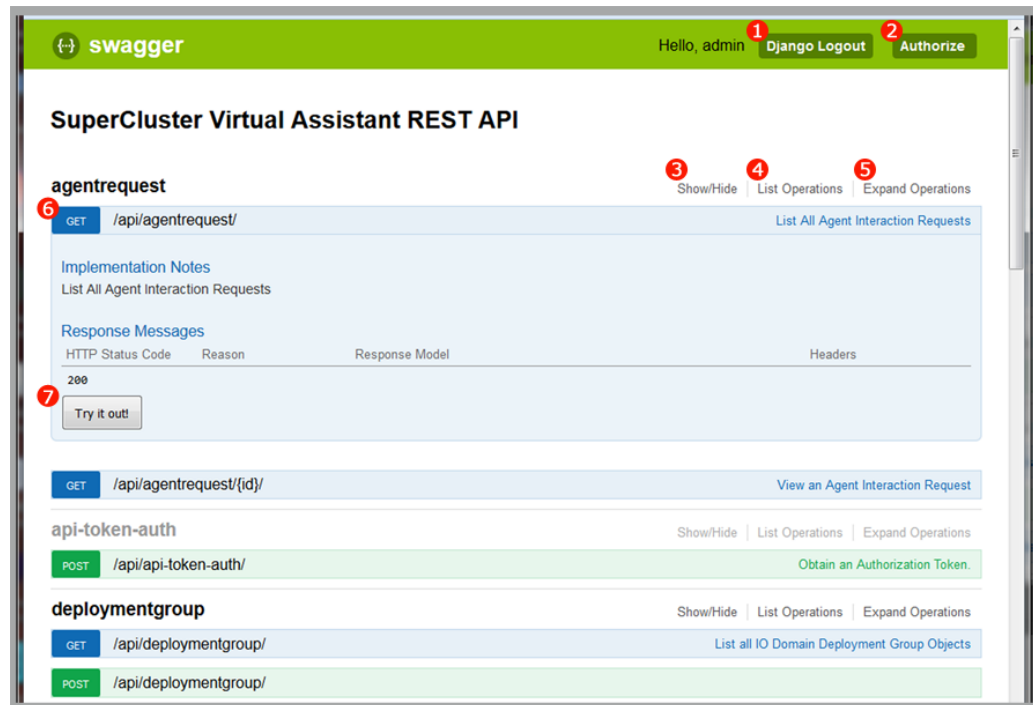 {···} swagger Hello, admin 1 Django Logout 2 Authorize
SuperCluster Virtual Assistant REST API
agentrequest 3 Show/Hide 4 List Operations 5 Expand Operations
6 GET /api/agentrequest/ List All Agent Interaction Requests
Implementation Notes
List All Agent Interaction Requests
Response Messages
HTTP Status Code Reason Response Model Headers
200
7 Try it out!
GET /api/agentrequest/{id}/ View an Agent Interaction Request
api-token-auth Show/Hide List Operations Expand Operations
POST /api/api-token-auth/ Obtain an Authorization Token.
deploymentgroup Show/Hide List Operations Expand Operations
GET /api/deploymentgroup/ List all IO Domain Deployment Group Objects
POST /api/deploymentgroup/